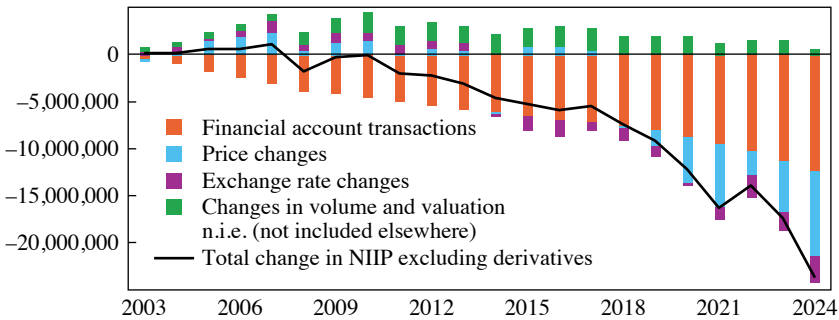 0
−5,000,000
−10,000,000
−15,000,000
−20,000,000
Financial account transactions
Price changes
Exchange rate changes
Changes in volume and valuation
n.i.e. (not included elsewhere)
Total change in NIIP excluding derivatives
2003 2006 2009 2012 2015 2018 2021 2024